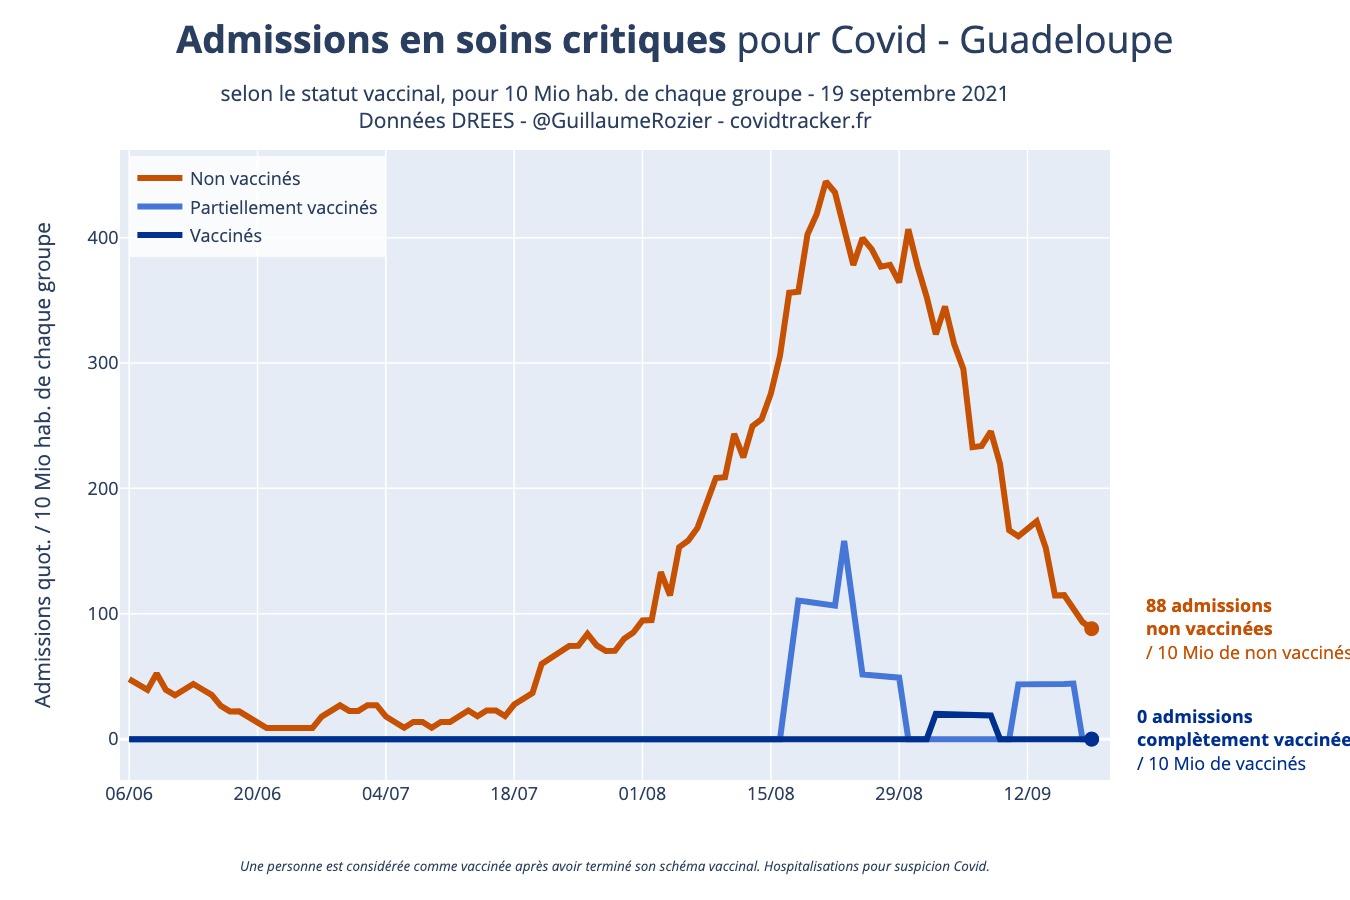 Admissions en soins critiques pour Covid - Guadeloupe
selon le statut vaccinal, pour 10 Mio hab. de chaque groupe - 19 septembre 2021
Données DREES - @GuillaumeRozier - covidtracker.fr
Non vaccinés
Partiellement vaccinés
Vaccinés
Admissions quot. / 10 Mio hab. de chaque groupe
400
300
200
100
0
06/06
20/06
04/07
18/07
01/08
15/08
29/08
12/09
88 admissions
non vaccinées
/ 10 Mio de non vaccinés
0 admissions
complètement vaccinée
/ 10 Mio de vaccinés
Une personne est considérée comme vaccinée après avoir terminé son schéma vaccinal. Hospitalisations pour suspicion Covid.